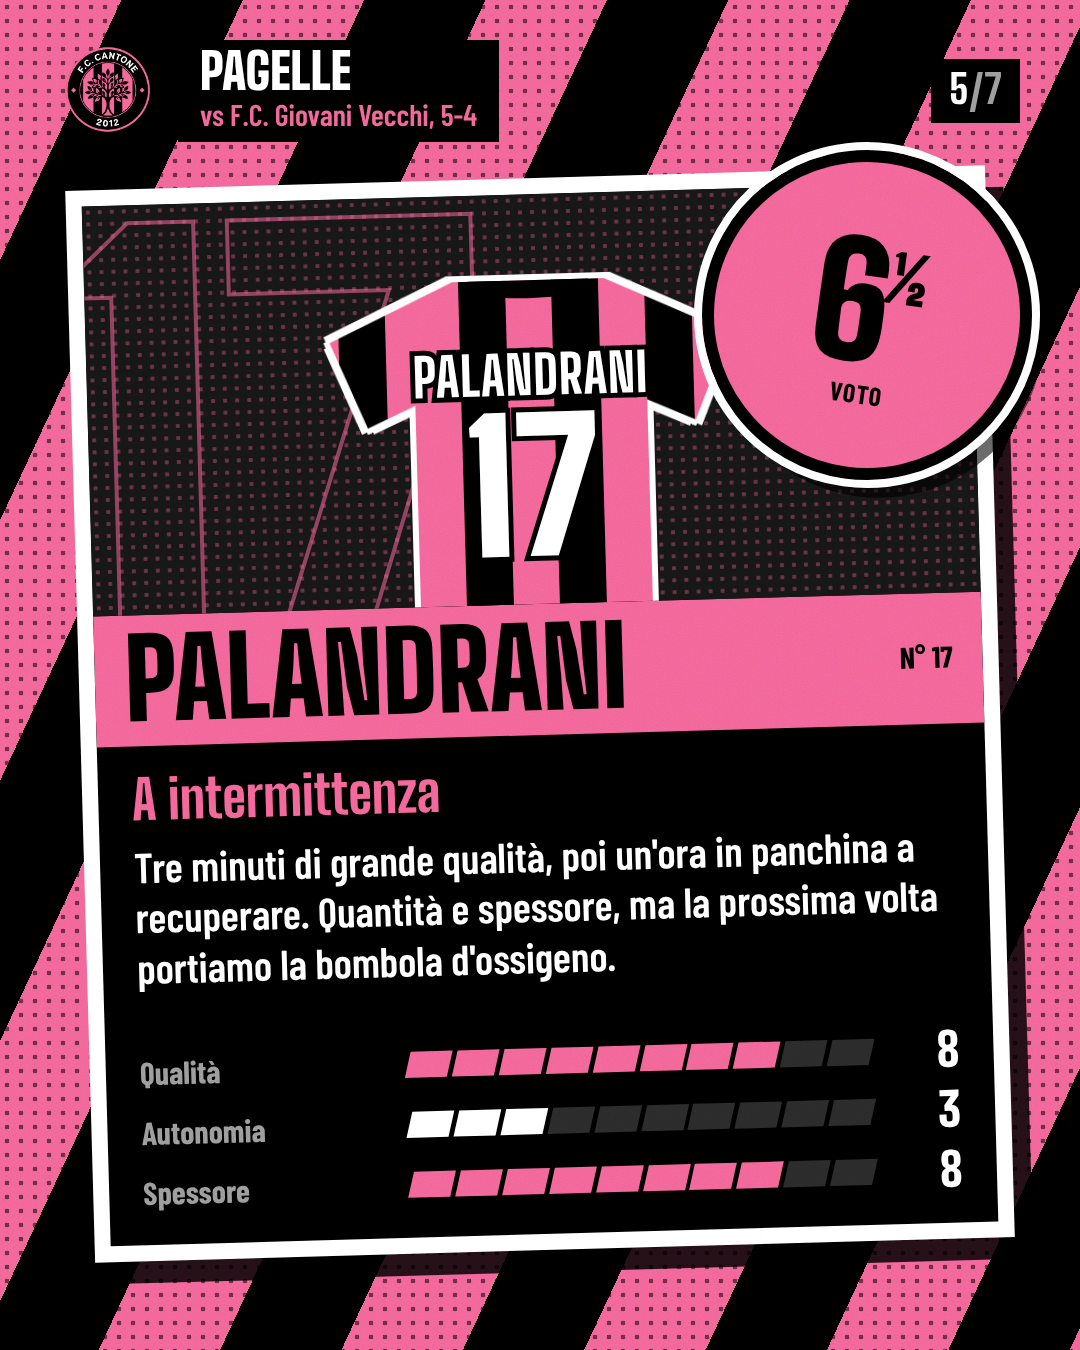 F.C. CANTONE
2012
PAGELLE
vs F.C. Giovani Vecchi, 5-4
5/7
6½
VOTO
17
PALANDRANI
17
PALANDRANI
N° 17
A intermittenza
Tre minuti di grande qualità, poi un'ora in panchina a
recuperare. Quantità e spessore, ma la prossima volta
portiamo la bombola d'ossigeno.
Qualità 8
Autonomia 3
Spessore 8